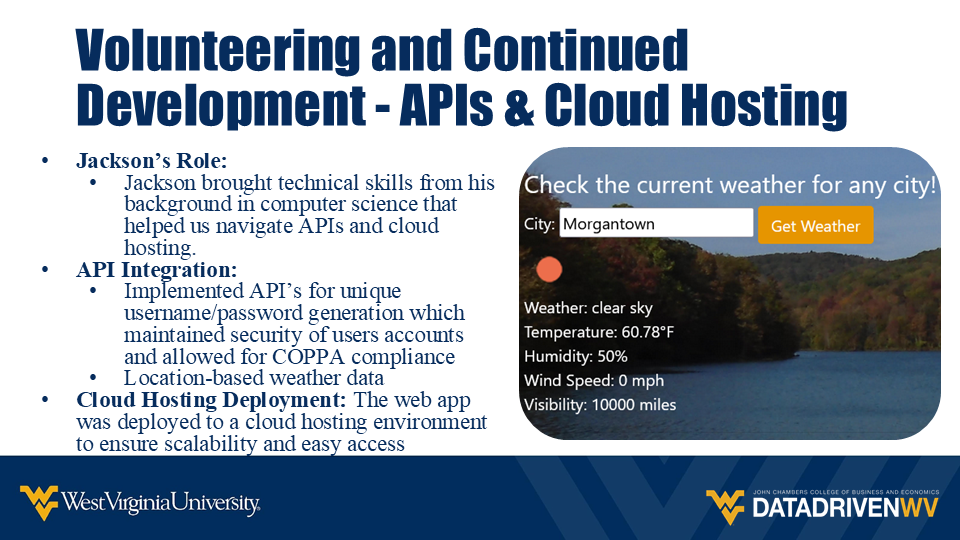 Volunteering and Continued
Development - APIs & Cloud Hosting
• Jackson’s Role:
• Jackson brought technical skills from his
background in computer science that
helped us navigate APIs and cloud
hosting.
• API Integration:
• Implemented API’s for unique
username/password generation which
maintained security of users accounts
and allowed for COPPA compliance
• Location-based weather data
• Cloud Hosting Deployment: The web app
was deployed to a cloud hosting environment
to ensure scalability and easy access
Check the current weather for any city!
City: Morgantown Get Weather
Weather: clear sky
Temperature: 60.78°F
Humidity: 50%
Wind Speed: 0 mph
Visibility: 10000 miles
West Virginia University.
JOHN CHAMBERS COLLEGE OF BUSINESS AND ECONOMICS
DATADRIVENWV